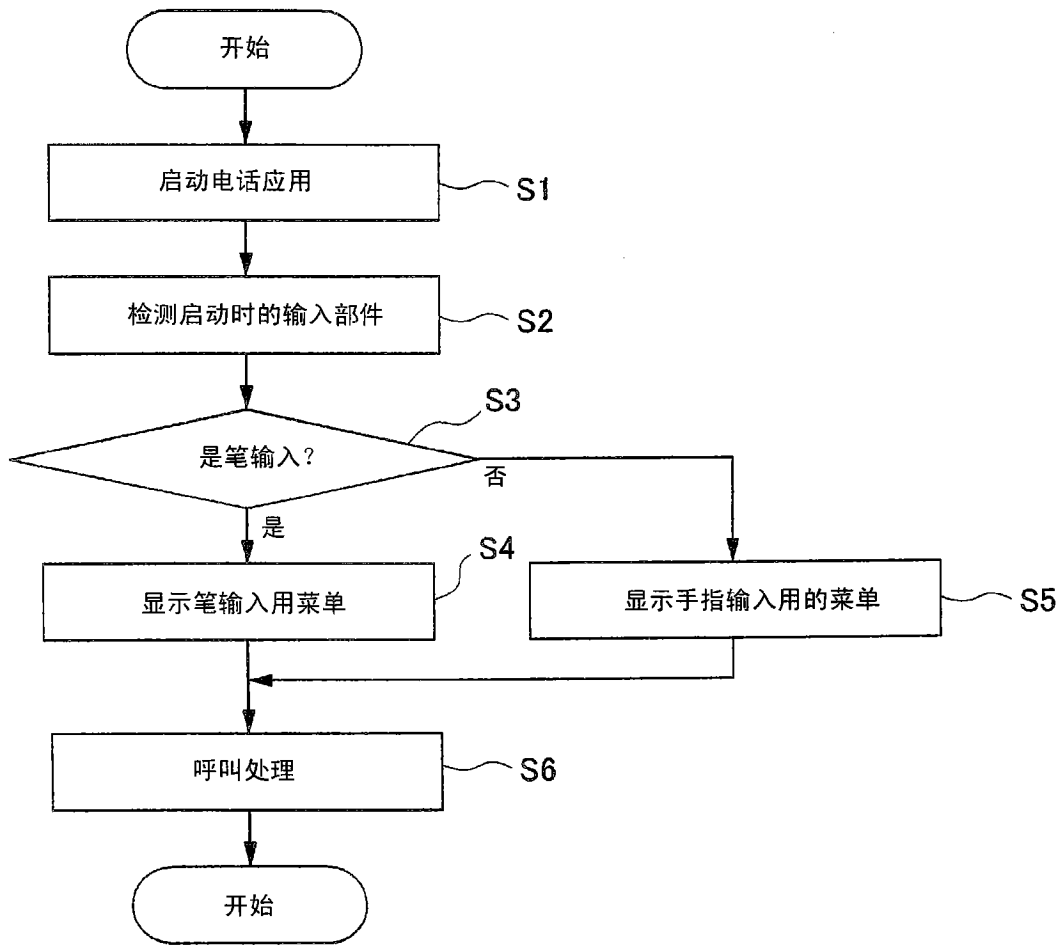 开始
启动电话应用
S1
检测启动时的输入部件
S2
S3
是笔输入?
否
是
S4
显示笔输入用菜单
显示手指输入用的菜单
S5
呼叫处理
S6
开始